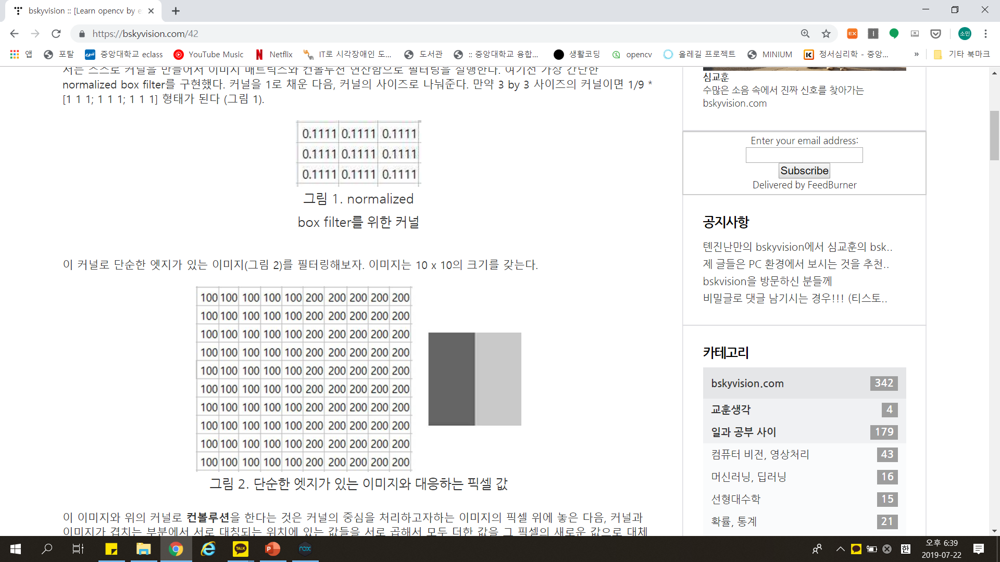 bskyvision :: [Learn opencv by e
https://bskyvision.com/42
앱
포탈
중앙대학교 eclass
YouTube Music
Netflix
IT로 시각장애인 도...
도서관
:: 중앙대학교 융합...
생활코딩
opencv
올레길 프로젝트
MINIUM
정서심리학 - 중앙...
»
기타 북마크
서는 스스로 커널을 만들어서 이미지 매트릭스와 컨볼루션 연산함으로 필터링을 실행한다. 여기선 가장 간단한
normalized box filter를 구현했다. 커널을 1로 채운 다음, 커널의 사이즈로 나눠준다. 만약 3 by 3 사이즈의 커널이면 1/9 *
[1 1 1; 1 1 1; 1 1 1] 형태가 된다 (그림 1).
0.1111 0.1111 0.1111
0.1111 0.1111 0.1111
0.1111 0.1111 0.1111
그림 1. normalized
box filter를 위한 커널
이 커널로 단순한 엣지가 있는 이미지(그림 2)를 필터링해보자. 이미지는 10 x 10의 크기를 갖는다.
100 100 100 100 100 200 200 200 200 200
100 100 100 100 100 200 200 200 200 200
100 100 100 100 100 200 200 200 200 200
100 100 100 100 100 200 200 200 200 200
100 100 100 100 100 200 200 200 200 200
100 100 100 100 100 200 200 200 200 200
100 100 100 100 100 200 200 200 200 200
100 100 100 100 100 200 200 200 200 200
100 100 100 100 100 200 200 200 200 200
100 100 100 100 100 200 200 200 200 200
그림 2. 단순한 엣지가 있는 이미지와 대응하는 픽셀 값
이 이미지와 위의 커널로 컨볼루션을 한다는 것은 커널의 중심을 처리하고자하는 이미지의 픽셀 위에 놓은 다음, 커널과
이미지가 겹치는 부분에서 서로 대칭되는 위치에 있는 값들을 서로 곱해서 모두 더한 값을 그 픽셀의 새로운 값으로 대체
심교훈
수많은 소음 속에서 진짜 신호를 찾아가는
bskyvision.com
Enter your email address:
Subscribe
Delivered by FeedBurner
공지사항
톈진난만의 bskyvision에서 심교훈의 bsk..
제 글들은 PC 환경에서 보시는 것을 추천..
bskvision을 방문하신 분들께
비밀글로 댓글 남기시는 경우!!! (티스토..
카테고리
bskyvision.com 342
교훈생각 4
일과 공부 사이 179
컴퓨터 비전, 영상처리 43
머신러닝, 딥러닝 16
선형대수학 15
확률, 통계 21
소민
EX
TALK
nox
한
오후 6:39
2019-07-22